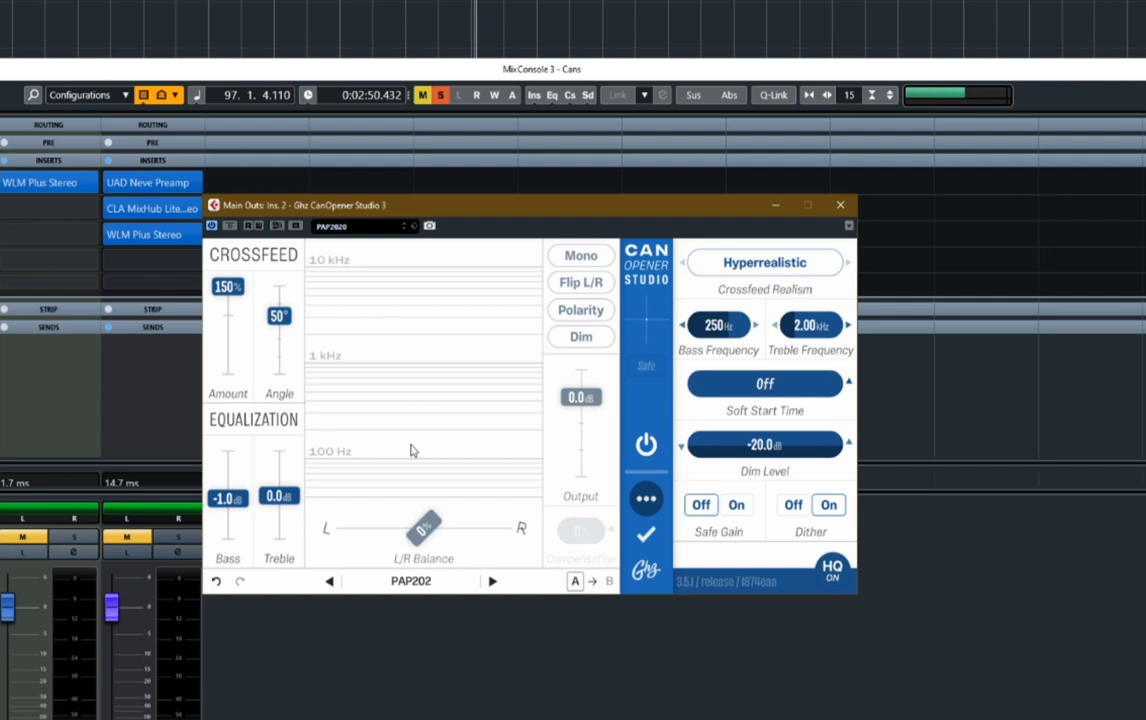 MixConsole 3 - Cans
Configurations
97. 1. 4.110
0:02:50.432
M S L R W A
Ins Eq Cs Sd
Link
Sus Abs
Q-Link
15
ROUTING ROUTING
PRE PRE
INSERTS INSERTS
WLM Plus Stereo UAD Neve Preamp
CLA MixHub Lite...eo
WLM Plus Stereo
STRIP STRIP
SENDS SENDS
1.7 ms 14.7 ms
L R L R
M S M S
L L
Main Outs: Ins. 2 - Ghz CanOpener Studio 3
PAP2020
CROSSFEED
150%
50°
Amount Angle
EQUALIZATION
-1.0 dB 0.0 dB
Bass Treble
10 kHz
1 kHz
100 Hz
L 0% R
L/R Balance
PAP202
Mono
Flip L/R
Polarity
Dim
0.0 dB
Output
Compensation
A B
CAN
OPENER
STUDIO
Safe
Ghz
Hyperrealistic
Crossfeed Realism
250 Hz 2.00 kHz
Bass Frequency Treble Frequency
Off
Soft Start Time
-20.0 dB
Dim Level
Off On Off On
Safe Gain Dither
HQ
ON